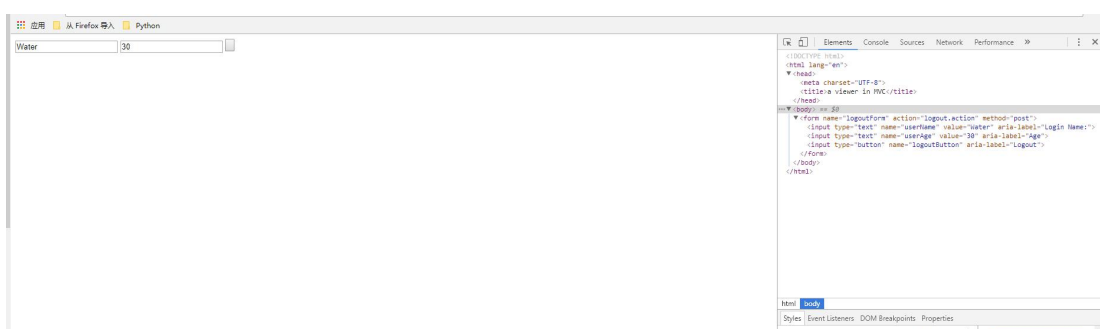 应用 从 Firefox 导入 Python
Water 30
Elements Console Sources Network Performance »
<!DOCTYPE html>
<html lang="en">
<head>
<meta charset="UTF-8">
<title>a viewer in MVC</title>
</head>
<body> == $0
<form name="logoutForm" action="logout.action" method="post">
<input type="text" name="userName" value="Water" aria-label="Login Name:">
<input type="text" name="userAge" value="30" aria-label="Age">
<input type="button" name="logoutButton" aria-label="Logout">
</form>
</body>
</html>
html body
Styles Event Listeners DOM Breakpoints Properties